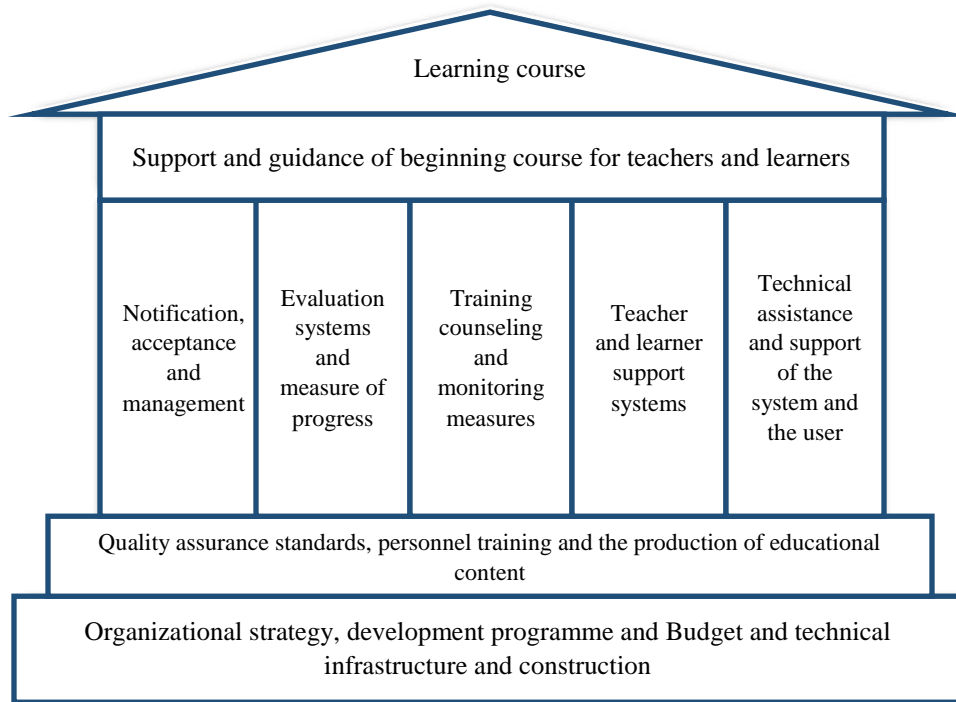 Learning course
Support and guidance of beginning course for teachers and learners
Notification,
acceptance
and
management
Evaluation
systems
and
measure of
progress
Training
counseling
and
monitoring
measures
Teacher
and learner
support
systems
Technical
assistance
and support
of the
system and
the user
Quality assurance standards, personnel training and the production of educational
content
Organizational strategy, development programme and Budget and technical
infrastructure and construction